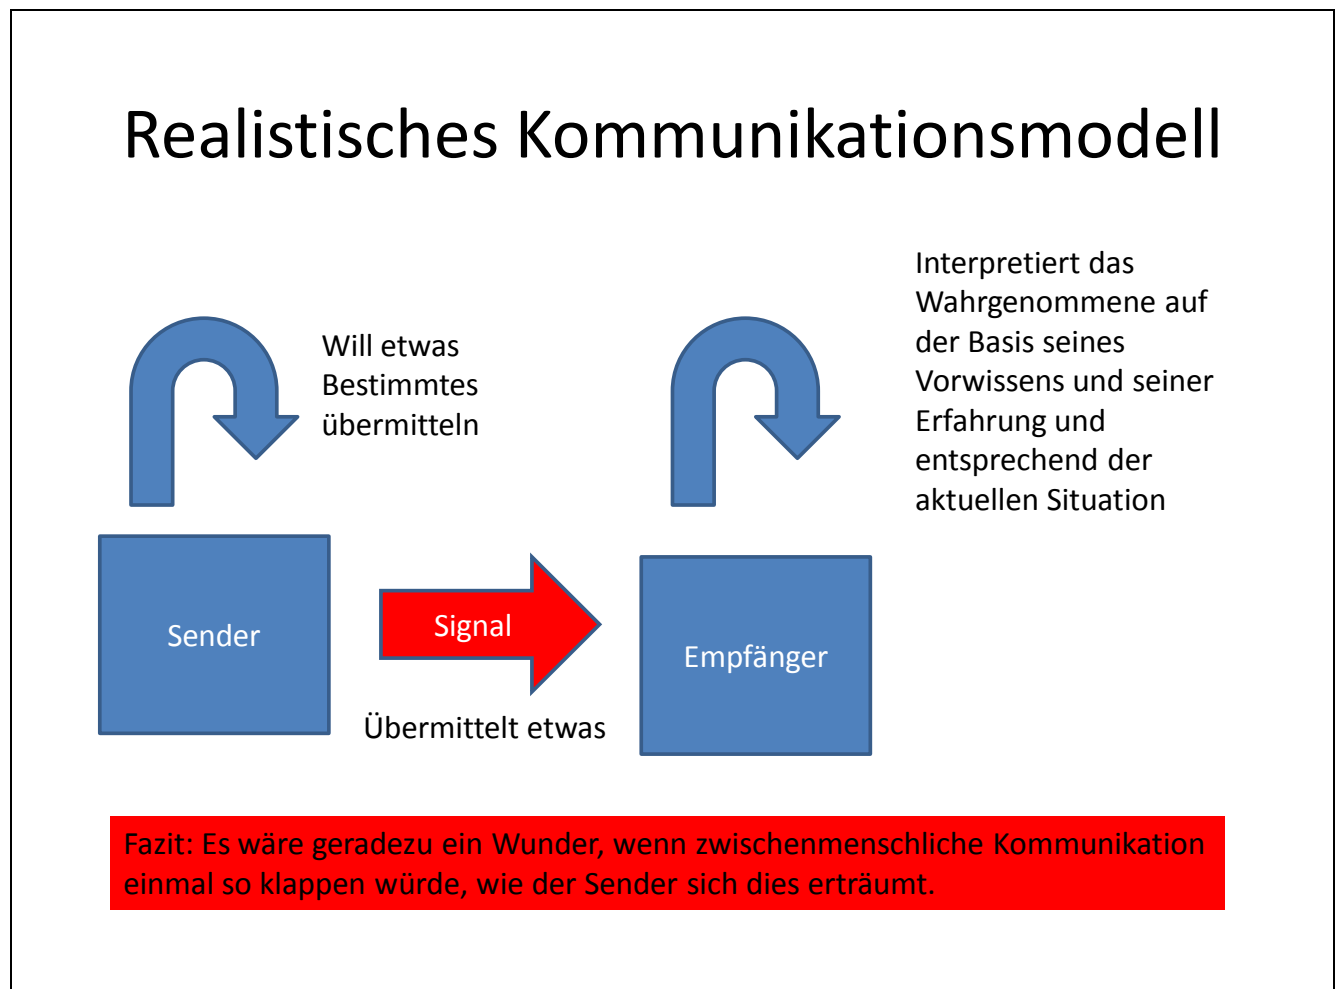 Realistisches Kommunikationsmodell
Will etwas
Bestimmtes
übermitteln
Interpretiert das
Wahrgenommene auf
der Basis seines
Vorwissens und seiner
Erfahrung und
entsprechend der
aktuellen Situation
Sender
Signal
Übermittelt etwas
Empfänger
Fazit: Es wäre geradezu ein Wunder, wenn zwischenmenschliche Kommunikation
einmal so klappen würde, wie der Sender sich dies erträumt.